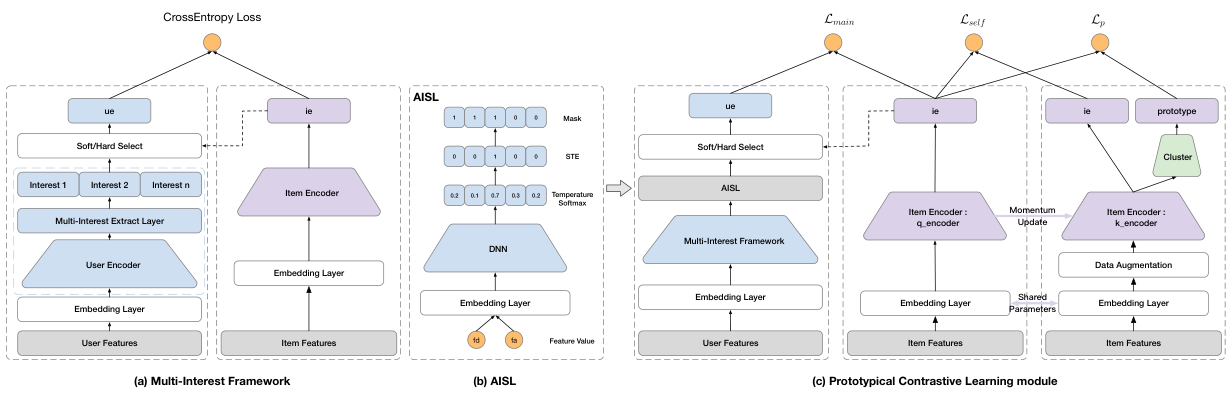 CrossEntropy Loss
ue
ie
Soft/Hard Select
Interest 1
Interest 2
Interest n
Multi-Interest Extract Layer
User Encoder
Item Encoder
Embedding Layer
Embedding Layer
User Features
Item Features
(a) Multi-Interest Framework
AISL
1 1 1 0 0
Mask
0 0 1 0 0
STE
0.2 0.1 0.7 0.3 0.2
Temperature
Softmax
DNN
Embedding Layer
fd
fa
Feature Value
(b) AISL
ℒ_main
ℒ_self
ℒ_p
ue
ie
ie
prototype
Soft/Hard Select
Cluster
AISL
Multi-Interest Framework
Item Encoder :
q_encoder
Momentum
Update
Item Encoder :
k_encoder
Data Augmentation
Embedding Layer
Embedding Layer
Shared
Parameters
Embedding Layer
User Features
Item Features
Item Features
(c) Prototypical Contrastive Learning module